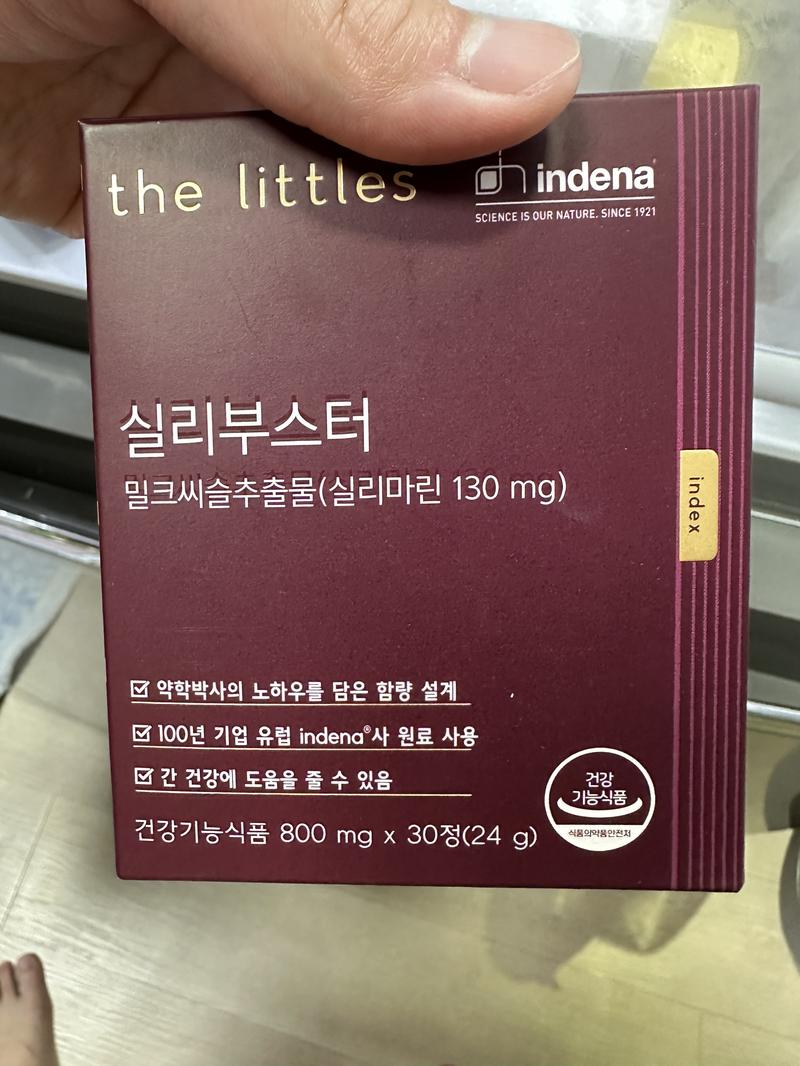 the littles
indena
SCIENCE IS OUR NATURE. SINCE 1921
실리부스터
밀크씨슬추출물(실리마린 130 mg)
index
약학박사의 노하우를 담은 함량 설계
100년 기업 유럽 indena®사 원료 사용
간 건강에 도움을 줄 수 있음
건강기능식품 800 mg x 30정(24 g)
건강
기능식품
식품의약품안전처